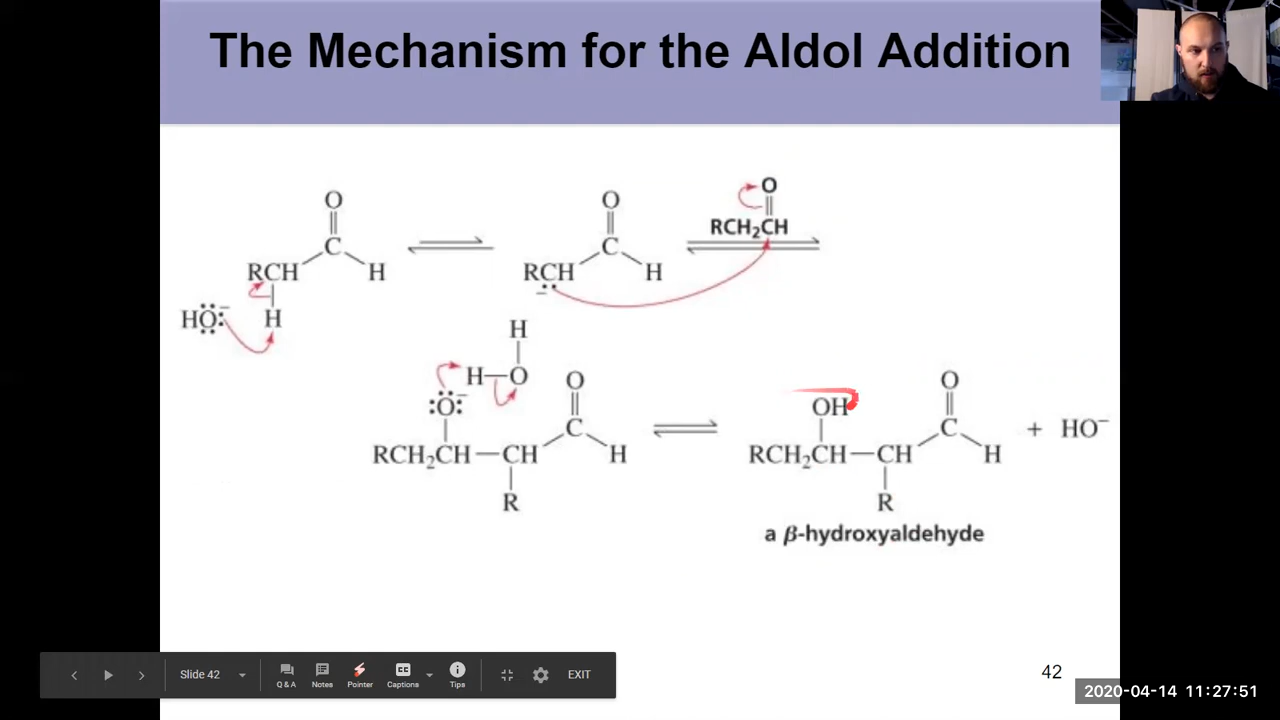 The Mechanism for the Aldol Addition
O
C
RCH
H
HO:−
H
O
C
RCH
H
−
O
RCH₂CH
H
H—O
:O:−
O
C
RCH₂CH—CH
H
R
OH
O
C
RCH₂CH—CH
H
R
+ HO−
a β-hydroxyaldehyde
Slide 42
Q & A
Notes
Pointer
CC
Captions
Tips
EXIT
42
2020-04-14 11:27:51